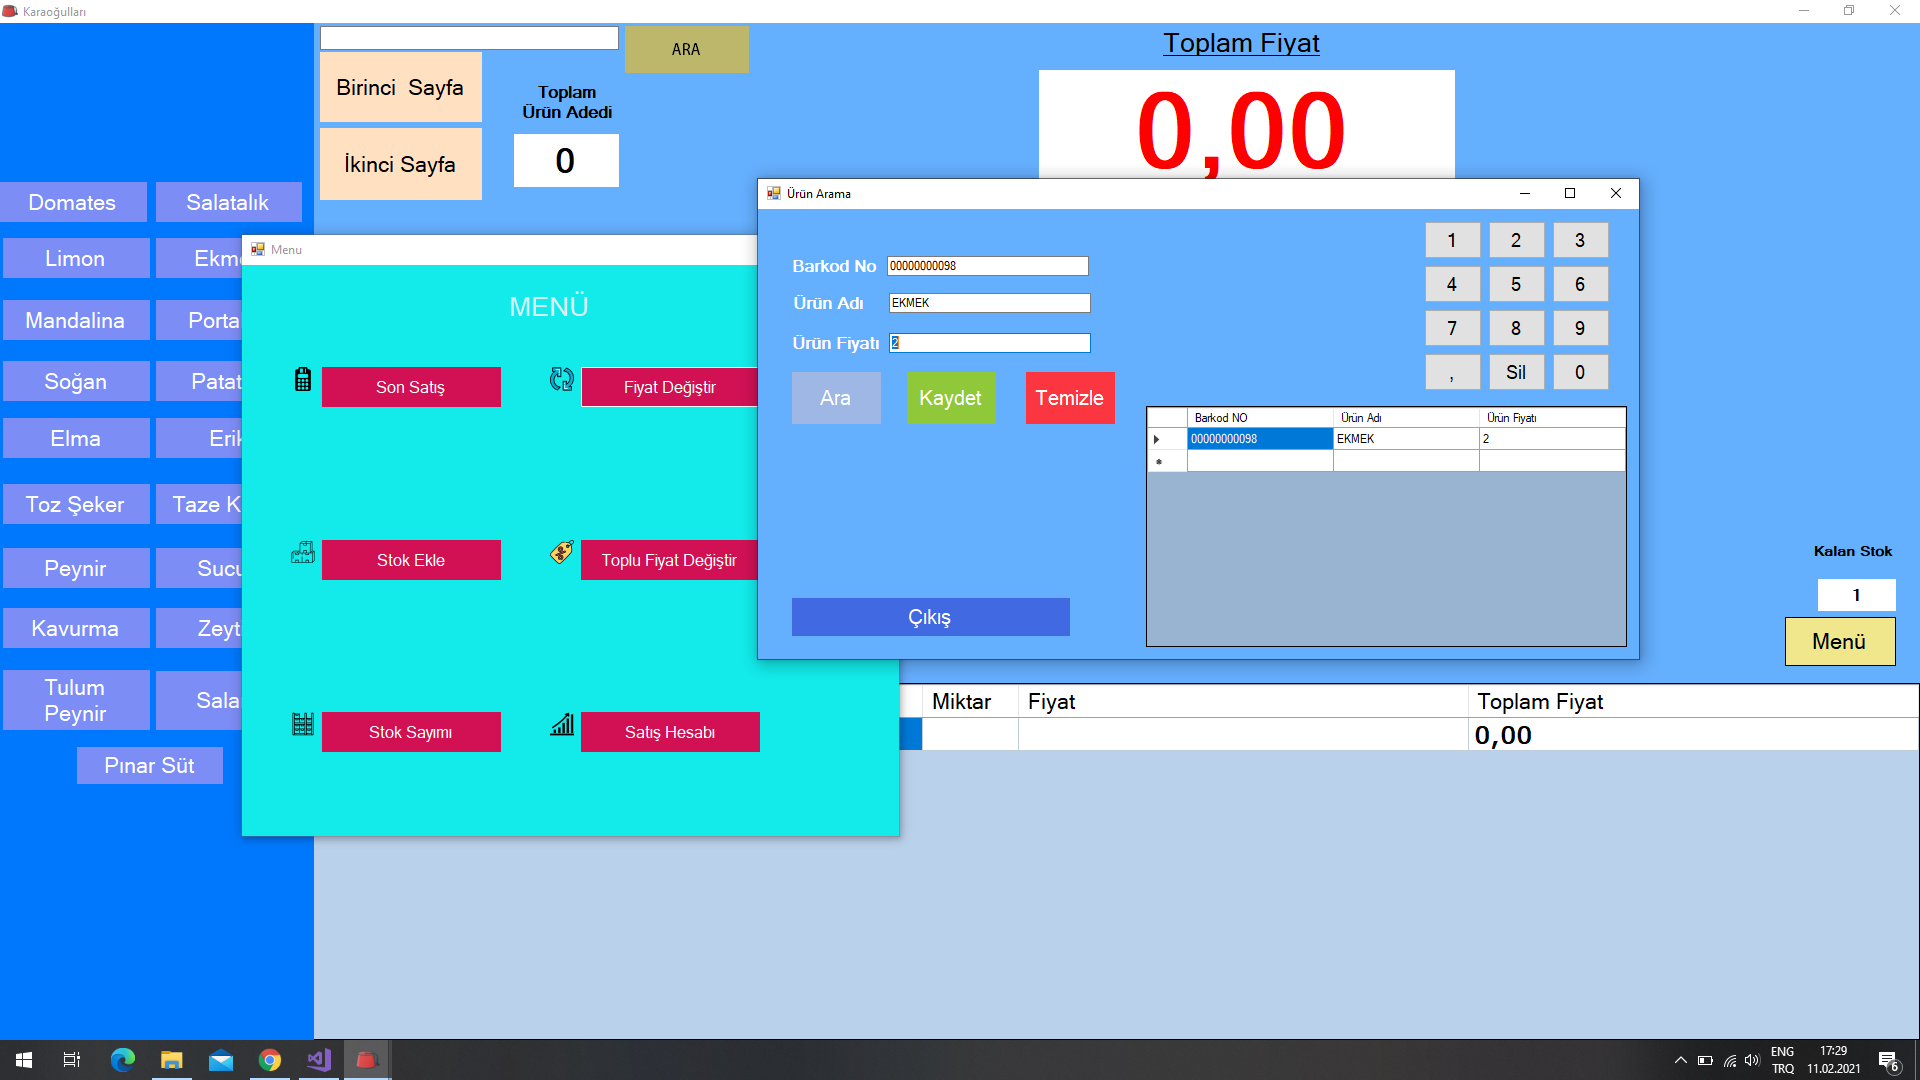 Karaoğulları
ARA
Toplam Fiyat
0,00
Birinci Sayfa
İkinci Sayfa
Toplam
Ürün Adedi
0
Domates
Salatalık
Limon
Ekm
Mandalina
Porta
Soğan
Patat
Elma
Erik
Toz Şeker
Taze K
Peynir
Sucu
Kavurma
Zeyt
Tulum
Peynir
Sala
Pınar Süt
Menu
MENÜ
Son Satış
Fiyat Değiştir
Stok Ekle
Toplu Fiyat Değiştir
Stok Sayımı
Satış Hesabı
Ürün Arama
Barkod No 00000000098
Ürün Adı EKMEK
Ürün Fiyatı 2
Ara Kaydet Temizle
Çıkış
1 2 3
4 5 6
7 8 9
, Sil 0
Barkod NO Ürün Adı Ürün Fiyatı
00000000098 EKMEK 2
Kalan Stok
1
Menü
Miktar Fiyat Toplam Fiyat
0,00
ENG
TRQ
17:29
11.02.2021
6